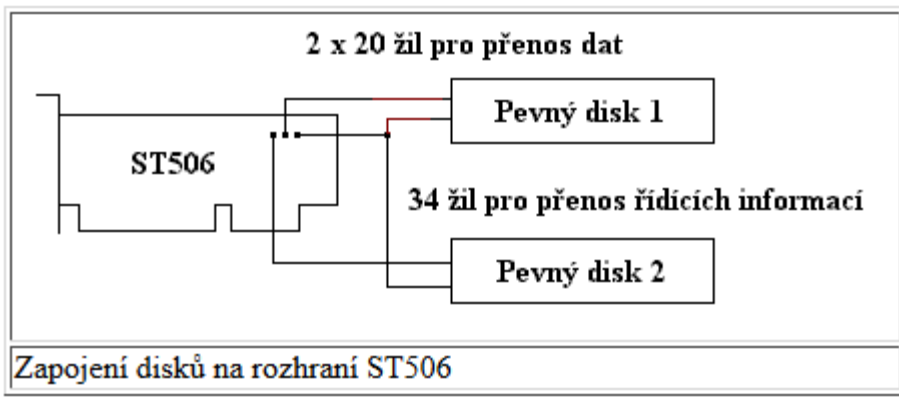 2 x 20 žil pro přenos dat
Pevný disk 1
ST506
34 žil pro přenos řídících informací
Pevný disk 2
Zapojení disků na rozhraní ST506